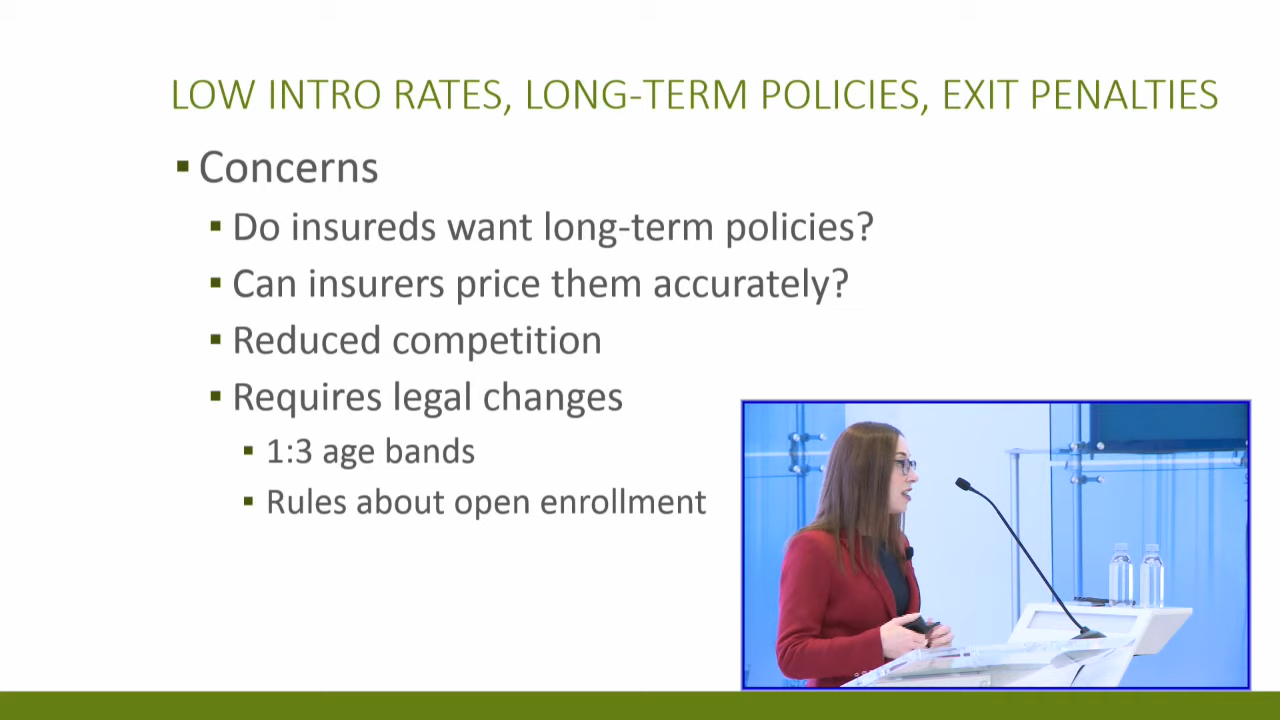 LOW INTRO RATES, LONG-TERM POLICIES, EXIT PENALTIES
Concerns
Do insureds want long-term policies?
Can insurers price them accurately?
Reduced competition
Requires legal changes
1:3 age bands
Rules about open enrollment